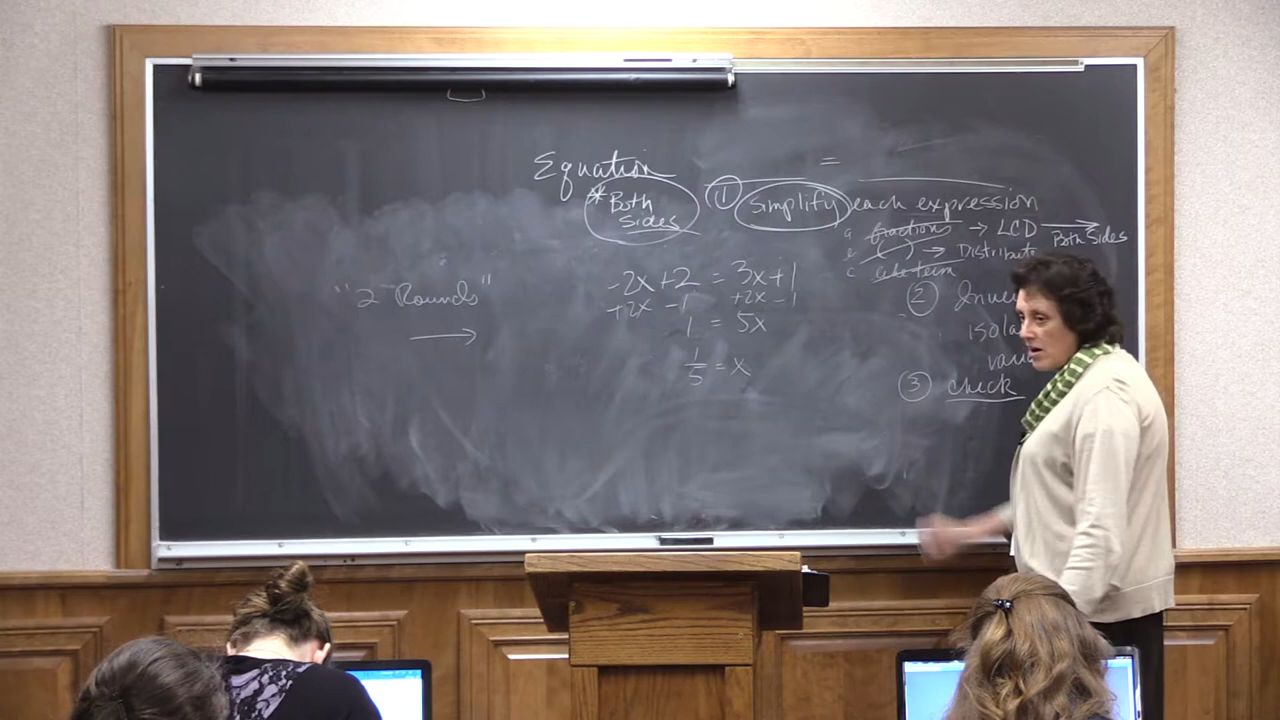 Equation
=
* Both
Sides
① Simplify each expression
a fractions → LCD → Both Sides
( ) → Distribute
c like term
"2 Rounds"
→
-2x+2 = 3x+1
+2x -1 +2x -1
1 = 5x
1/5 = x
②
③ check